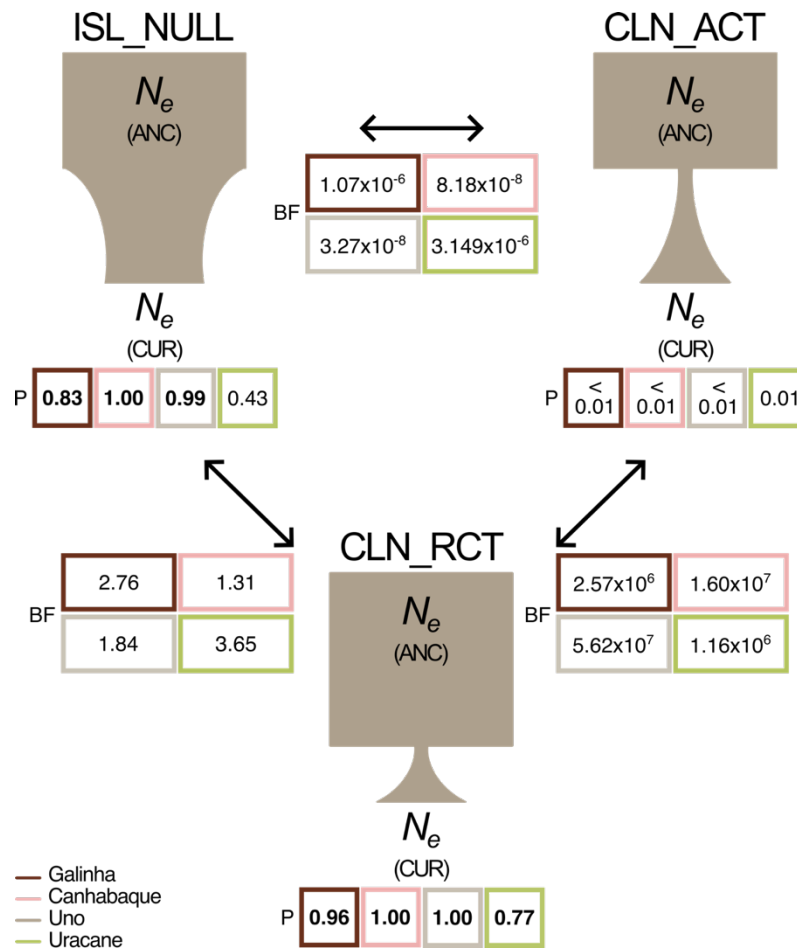 ISL_NULL
CLN_ACT
Ne
(ANC)
Ne
(ANC)
BF
1.07x10-6
8.18x10-8
3.27x10-8
3.149x10-6
Ne
(CUR)
P
0.83
1.00
0.99
0.43
Ne
(CUR)
P
<
0.01
<
0.01
<
0.01
0.01
BF
2.76
1.31
1.84
3.65
CLN_RCT
Ne
(ANC)
BF
2.57x10⁶
1.60x10⁷
5.62x10⁷
1.16x10⁶
Ne
(CUR)
P
0.96
1.00
1.00
0.77
Galinha
Canhabaque
Uno
Uracane